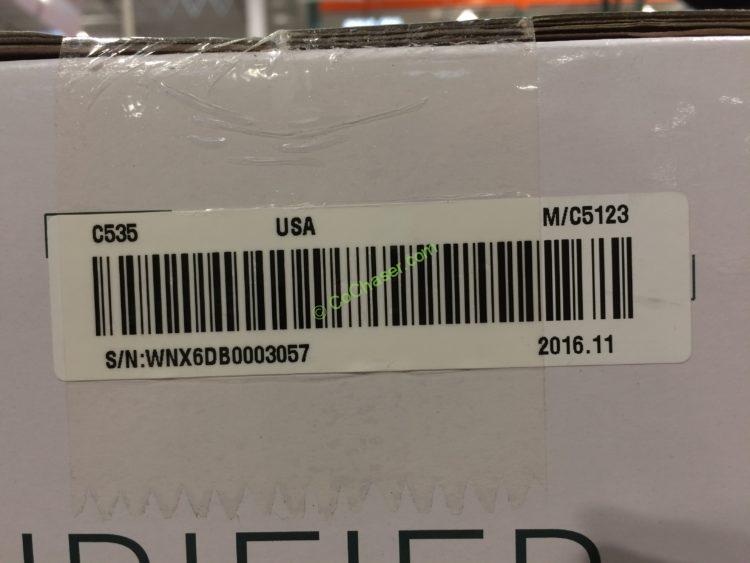 C535 USA M/C5123
© CoChaser.com
S/N:WNX6DB0003057 2016.11